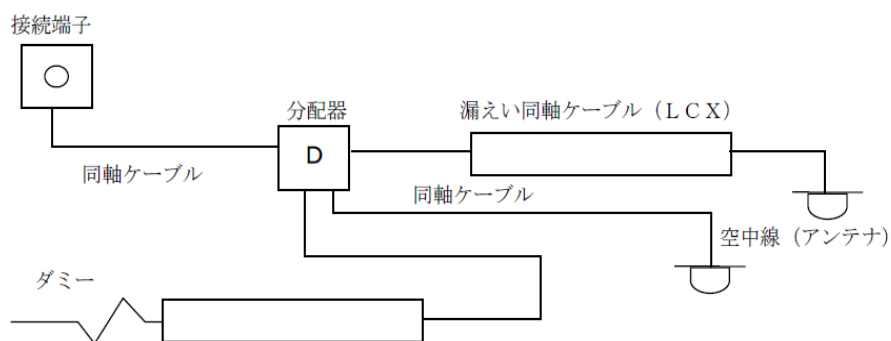 接続端子
分配器
漏えい同軸ケーブル（ＬＣＸ）
D
同軸ケーブル
同軸ケーブル
空中線（アンテナ）
ダミー